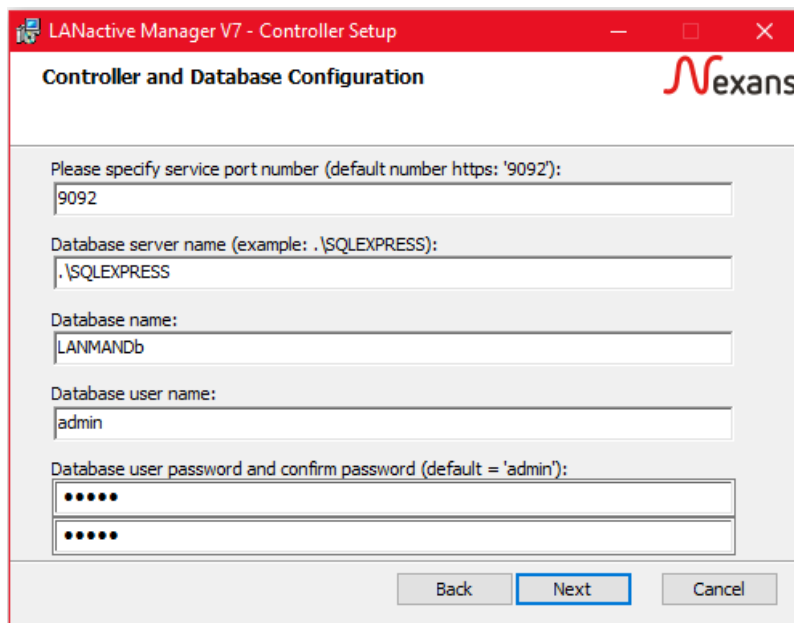 LANactive Manager V7 - Controller Setup
Controller and Database Configuration
Nexans
Please specify service port number (default number https: '9092'):
9092
Database server name (example: .\SQLEXPRESS):
.\SQLEXPRESS
Database name:
LANMANDb
Database user name:
admin
Database user password and confirm password (default = 'admin'):
●●●●●
●●●●●
Back Next Cancel